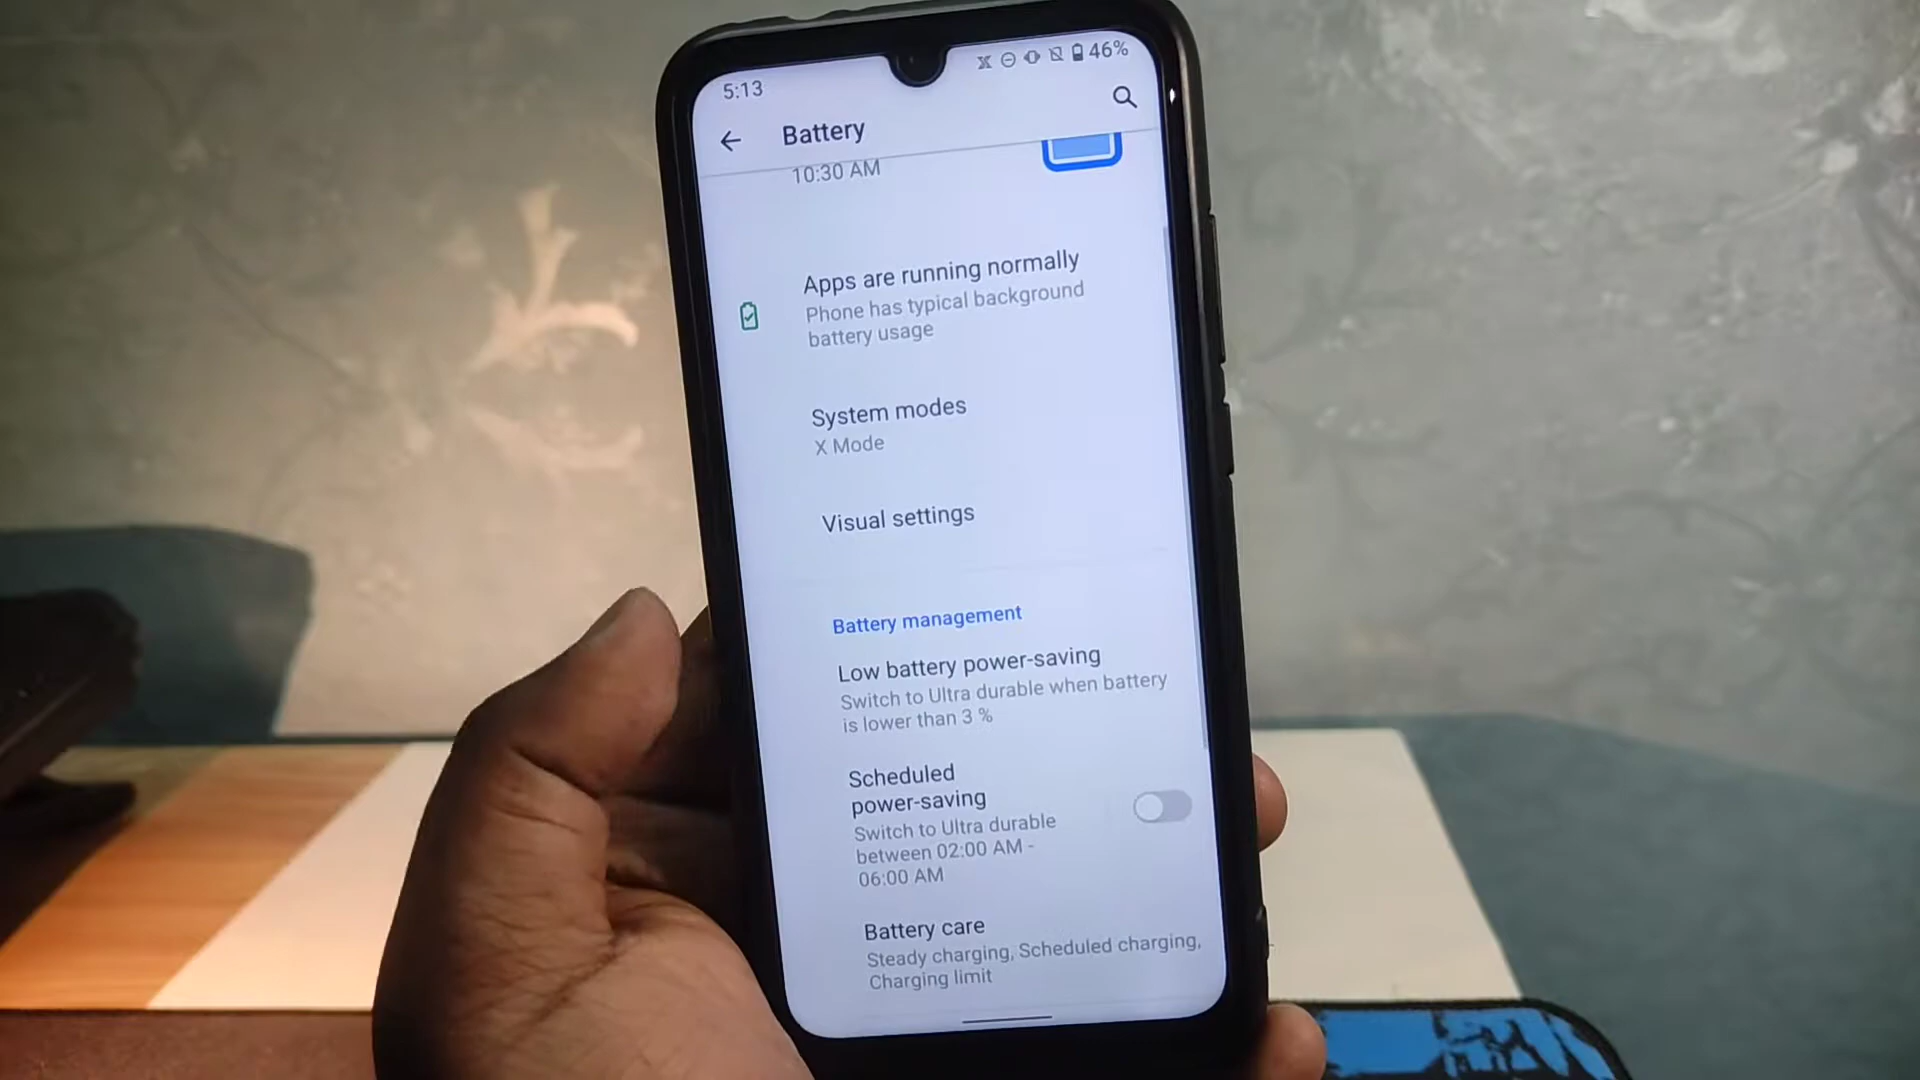 5:13
46%
Battery
10:30 AM
Apps are running normally
Phone has typical background
battery usage
System modes
X Mode
Visual settings
Battery management
Low battery power-saving
Switch to Ultra durable when battery
is lower than 3 %
Scheduled
power-saving
Switch to Ultra durable
between 02:00 AM -
06:00 AM
Battery care
Steady charging, Scheduled charging,
Charging limit